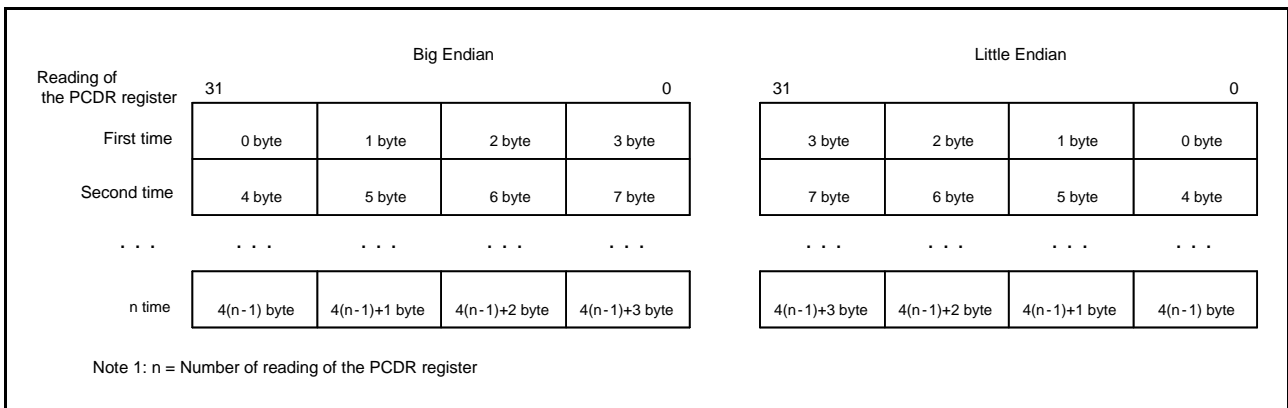 Big Endian Little Endian
Reading of
the PCDR register
31 0 31 0
First time 0 byte 1 byte 2 byte 3 byte 3 byte 2 byte 1 byte 0 byte
Second time 4 byte 5 byte 6 byte 7 byte 7 byte 6 byte 5 byte 4 byte
. . . . . . . . . . . . . . . . . . . . . . . . . . .
n time 4(n-1) byte 4(n-1)+1 byte 4(n-1)+2 byte 4(n-1)+3 byte 4(n-1)+3 byte 4(n-1)+2 byte 4(n-1)+1 byte 4(n-1) byte
Note 1: n = Number of reading of the PCDR register